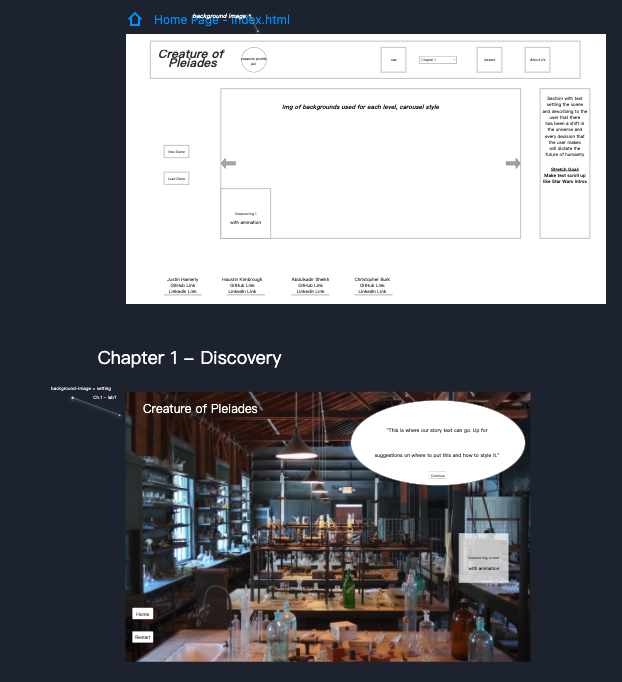 Home Page - index.html
background image =
Creature of
Pleiades
creature profile
pic
nav
Chapter 1
Assets
About Us
Img of backgrounds used for each level, carousel style
New Game
Load Game
1
with animation
Section with text
setting the scene
and describing to the
user that there
has been a shift in
the universe and
every decision that
the user makes
will dictate the
future of humanity
Stretch Goal:
Make text scroll up
like Star Wars intros
Justin Hamerly
GitHub Link
LinkedIn Link
Haustin Kimbrough
GitHub Link
LinkedIn Link
Abdulkadir Sheikh
GitHub Link
LinkedIn Link
Christopher Burk
GitHub Link
LinkedIn Link
Chapter 1 – Discovery
background-image = setting
Ch.1 - lab?
Creature of Pleiades
"This is where our story text can go. Up for
suggestions on where to put this and how to style it."
Continue
with animation
Home
Restart